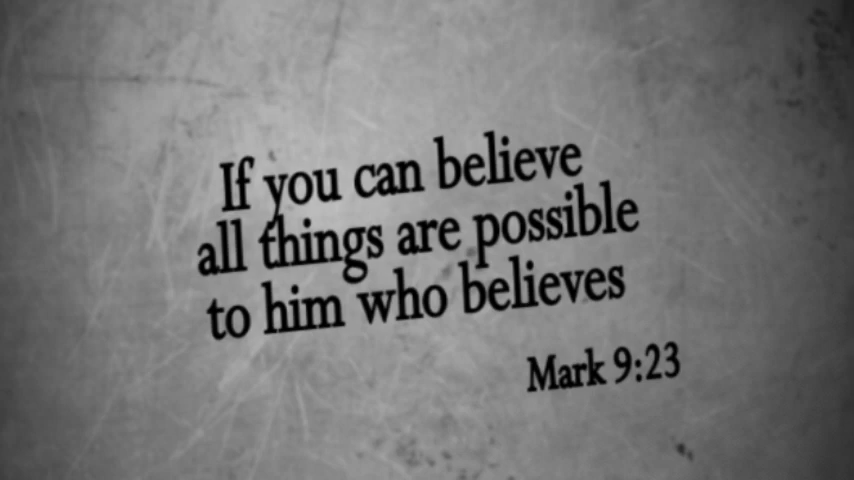 If you can believe
all things are possible
to him who believes
Mark 9:23